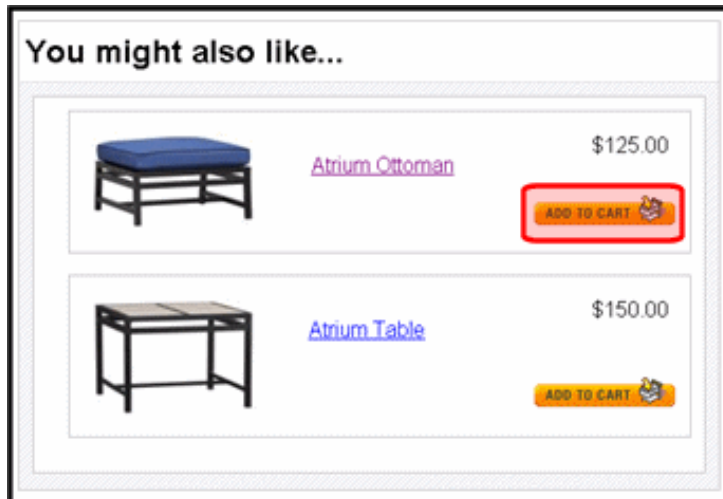 You might also like...
$125.00
Atrium Ottoman
ADD TO CART
$150.00
Atrium Table
ADD TO CART